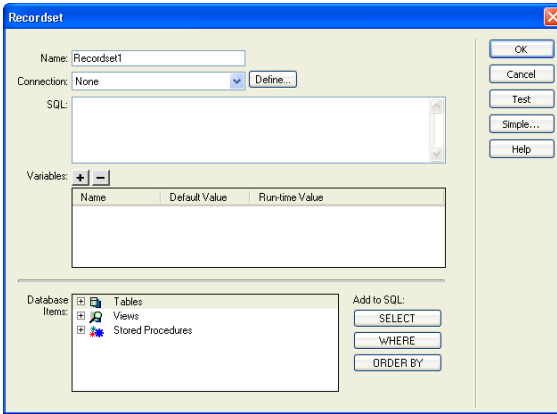 Recordset
Name: Recordset1
Connection: None Define...
SQL:
Variables: + −
Name Default Value Run-time Value
Database Items:
Tables
Views
Stored Procedures
Add to SQL:
SELECT
WHERE
ORDER BY
OK
Cancel
Test
Simple...
Help